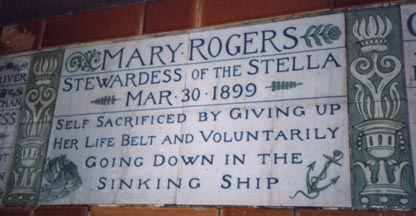 MARY ROGERS
STEWARDESS OF THE STELLA
MAR·30·1899
SELF SACRIFICED BY GIVING UP
HER LIFE BELT AND VOLUNTARILY
GOING DOWN IN THE
SINKING SHIP